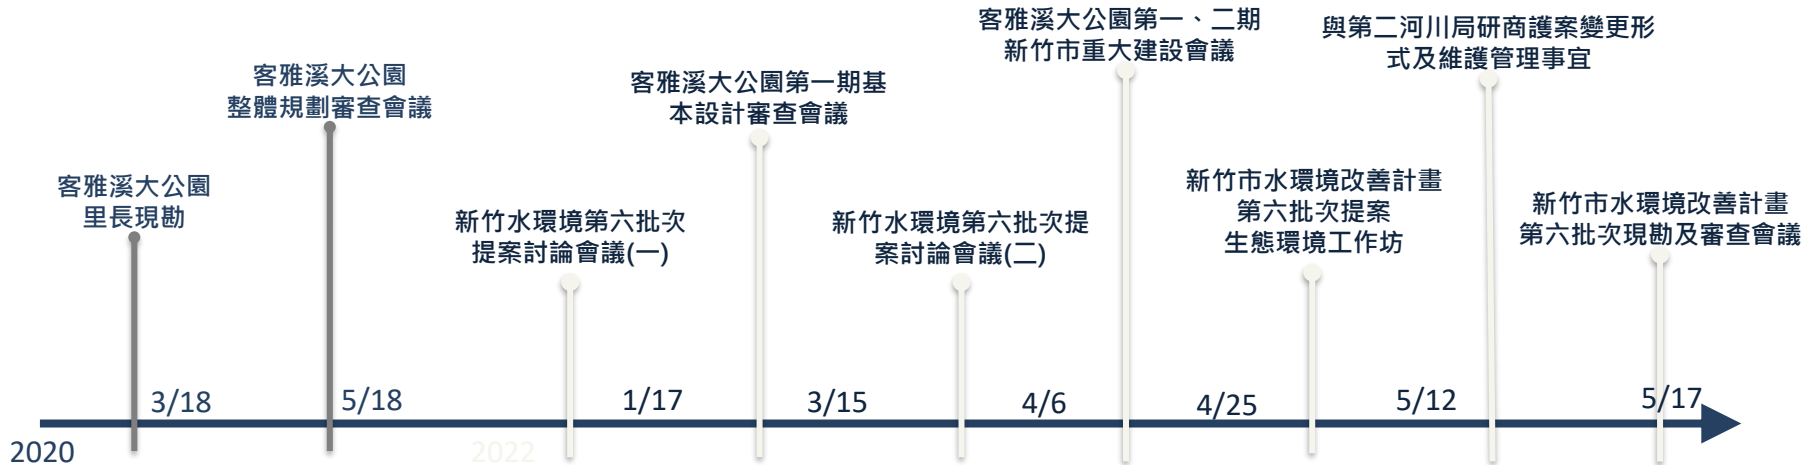 客雅溪大公園
里長現勘
客雅溪大公園
整體規劃審查會議
新竹水環境第六批次
提案討論會議(一)
客雅溪大公園第一期基
本設計審查會議
新竹水環境第六批次提
案討論會議(二)
客雅溪大公園第一、二期
新竹市重大建設會議
新竹市水環境改善計畫
第六批次提案
生態環境工作坊
與第二河川局研商護案變更形
式及維護管理事宜
新竹市水環境改善計畫
第六批次現勘及審查會議
3/18
5/18
1/17
3/15
4/6
4/25
5/12
5/17
2020
2022